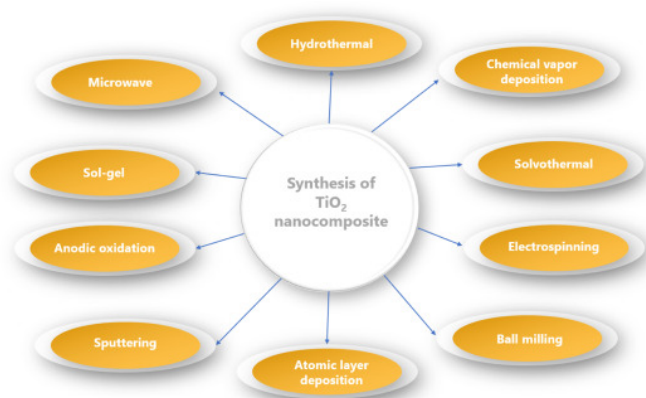 Hydrothermal
Microwave
Chemical vapor
deposition
Sol-gel
Synthesis of
TiO₂
nanocomposite
Solvothermal
Anodic oxidation
Electrospinning
Sputtering
Ball milling
Atomic layer
deposition